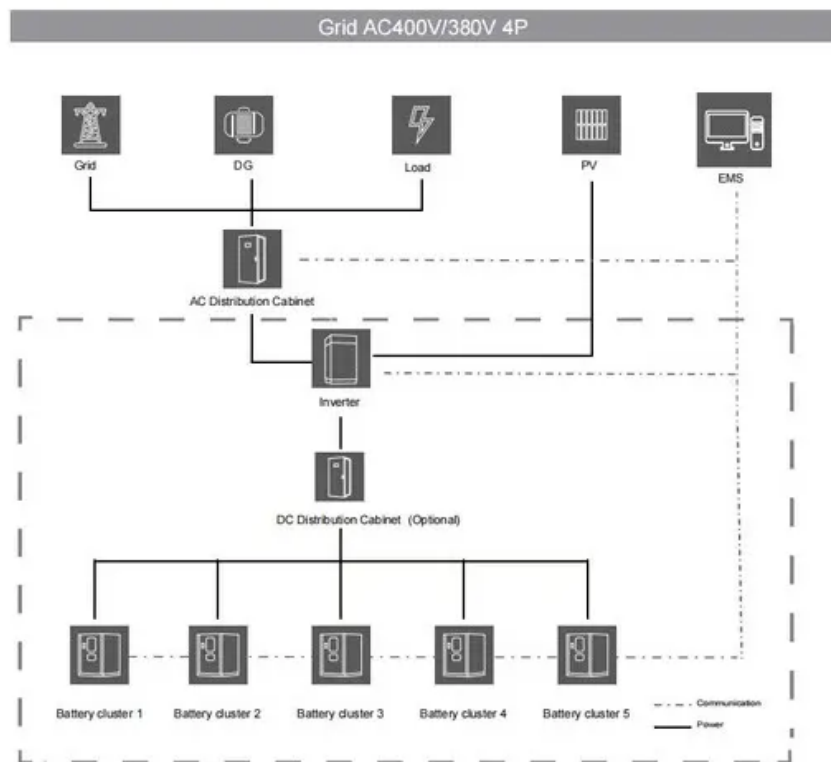 Grid AC400V/380V 4P
Grid
DG
Load
PV
EMS
AC Distribution Cabinet
Inverter
DC Distribution Cabinet (Optional)
Battery cluster 1
Battery cluster 2
Battery cluster 3
Battery cluster 4
Battery cluster 5
Communication
Power